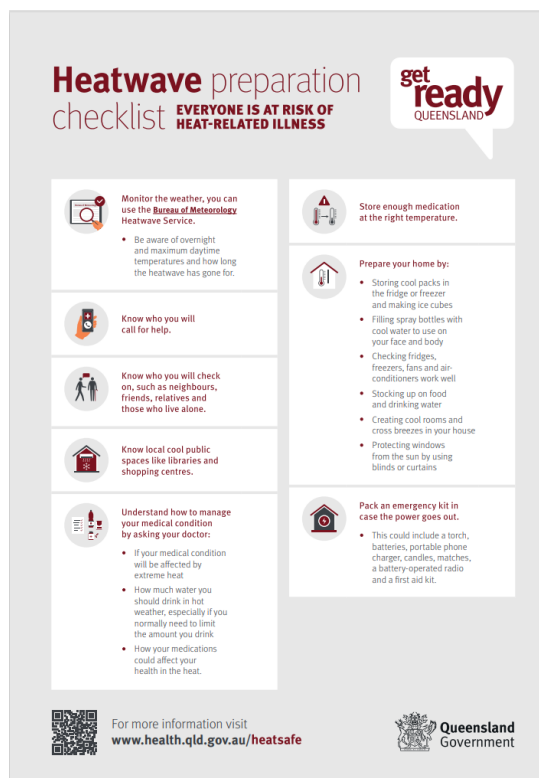 Heatwave preparation
checklist EVERYONE IS AT RISK OF
HEAT-RELATED ILLNESS
get
ready
QUEENSLAND
Monitor the weather, you can
use the Bureau of Meteorology
Heatwave Service.
• Be aware of overnight
and maximum daytime
temperatures and how long
the heatwave has gone for.
Know who you will
call for help.
Know who you will check
on, such as neighbours,
friends, relatives and
those who live alone.
Know local cool public
spaces like libraries and
shopping centres.
Understand how to manage
your medical condition
by asking your doctor:
• If your medical condition
will be affected by
extreme heat
• How much water you
should drink in hot
weather, especially if you
normally need to limit
the amount you drink
• How your medications
could affect your
health in the heat.
Store enough medication
at the right temperature.
Prepare your home by:
• Storing cool packs in
the fridge or freezer
and making ice cubes
• Filling spray bottles with
cool water to use on
your face and body
• Checking fridges,
freezers, fans and air-
conditioners work well
• Stocking up on food
and drinking water
• Creating cool rooms and
cross breezes in your house
• Protecting windows
from the sun by using
blinds or curtains
Pack an emergency kit in
case the power goes out.
• This could include a torch,
batteries, portable phone
charger, candles, matches,
a battery-operated radio
and a first aid kit.
For more information visit
www.health.qld.gov.au/heatsafe
Queensland
Government